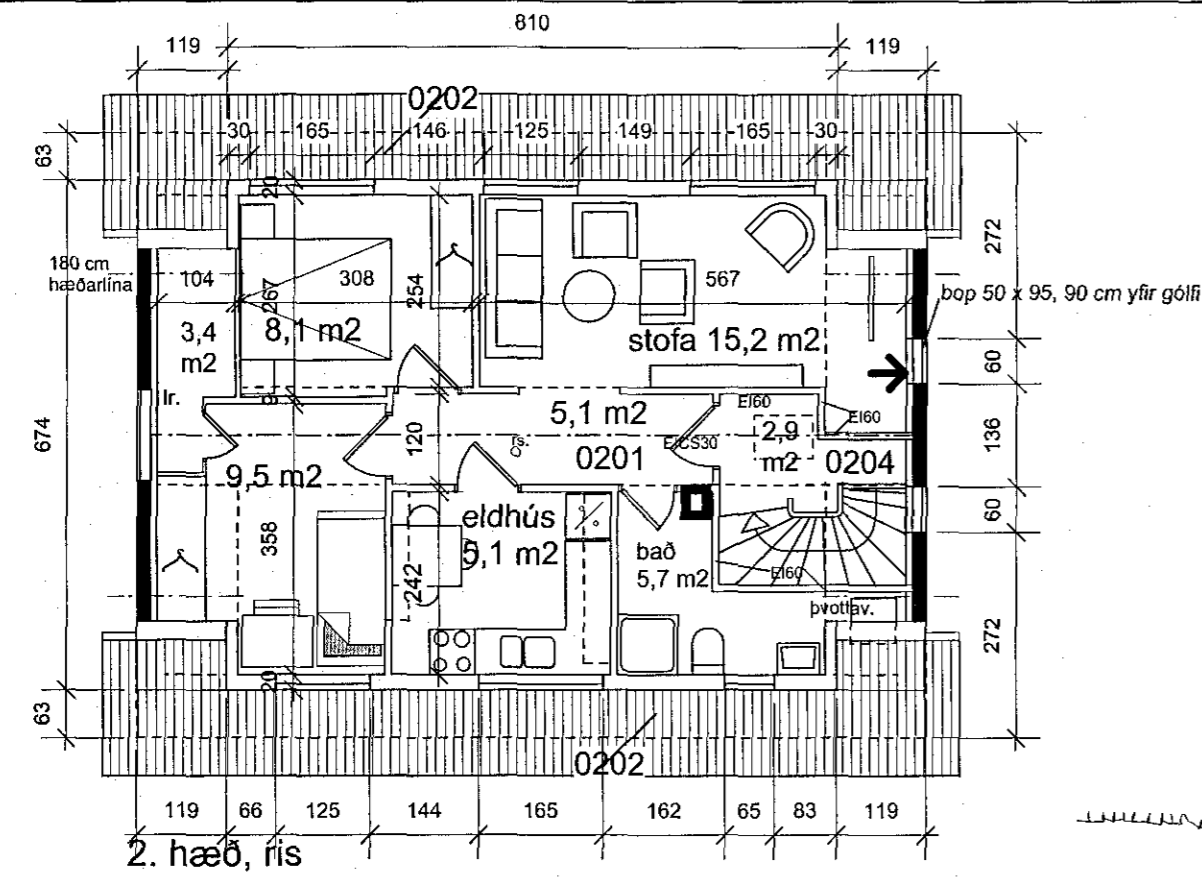 810
119
119
0202
30 165 146 125 149 165 30
63
20
272
180 cm
hæðarlína
104
267
308
254
567
bop 50 x 95, 90 cm yfir gólfi
3,4
m2
8,1 m2
stofa 15,2 m2
60
lr.
9
5,1 m2
EI60
EI60
674
120
rs.
0201
E-CS30
2,9
m2
0204
136
9,5 m2
eldhús
5,1 m2
358
242
bað
5,7 m2
EI60
60
þvottav.
272
20
63
0202
119 66 125 144 165 162 65 83 119
2. hæð, ris